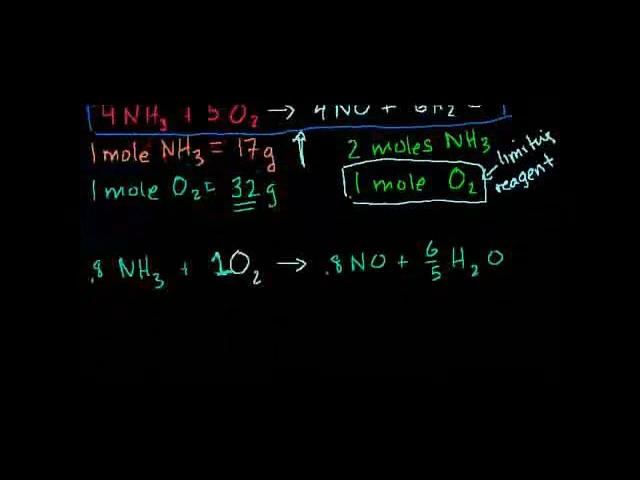 4NH₃ + 5O₂ → 4NO + 6H₂
1 mole NH₃ = 17g
2 moles NH₃
1 mole O₂ = 32g
1 mole O₂
limiting
reagent
.8 NH₃ + 1O₂ → .8NO + 6/5 H₂O